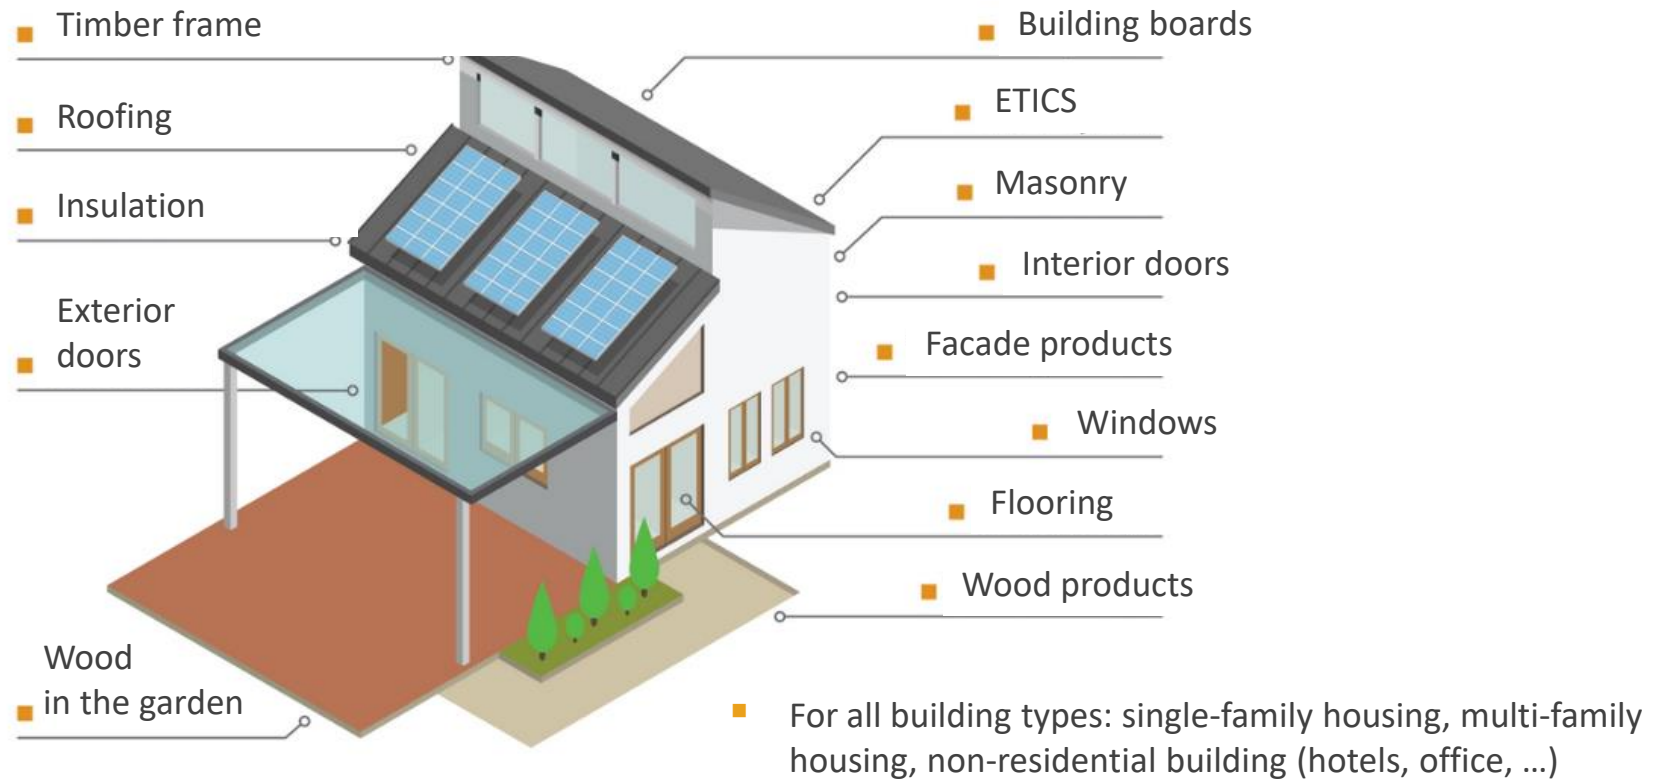 Timber frame
Roofing
Insulation
Exterior
doors
Wood
in the garden
Building boards
ETICS
Masonry
Interior doors
Facade products
Windows
Flooring
Wood products
For all building types: single-family housing, multi-family
housing, non-residential building (hotels, office, …)